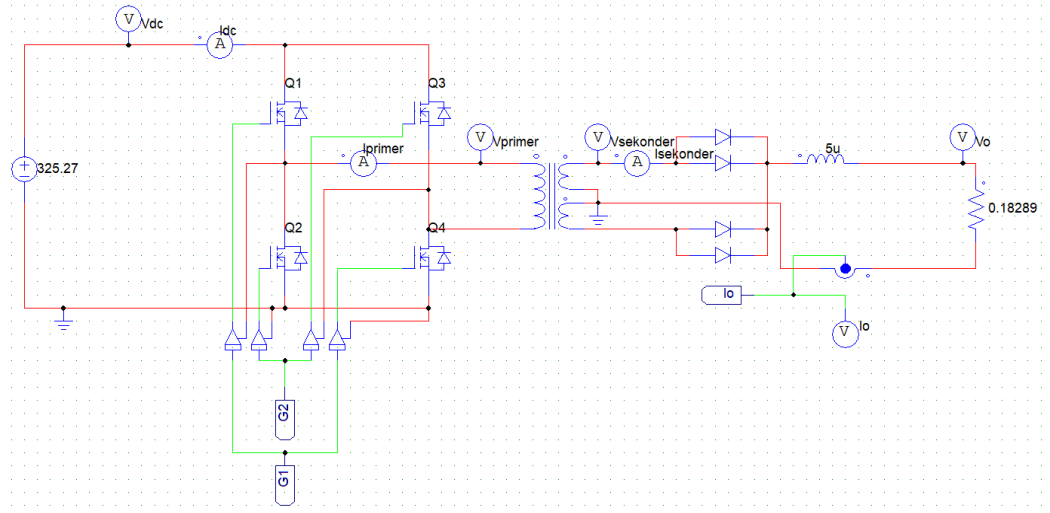 V
Vdc
Idc
A
Q1
Q3
325.27
Iprimer
A
V
Vprimer
V
Vsekonder
A
Isekonder
5u
V
Vo
0.18289
Q2
Q4
Io
V
Io
G2
G1